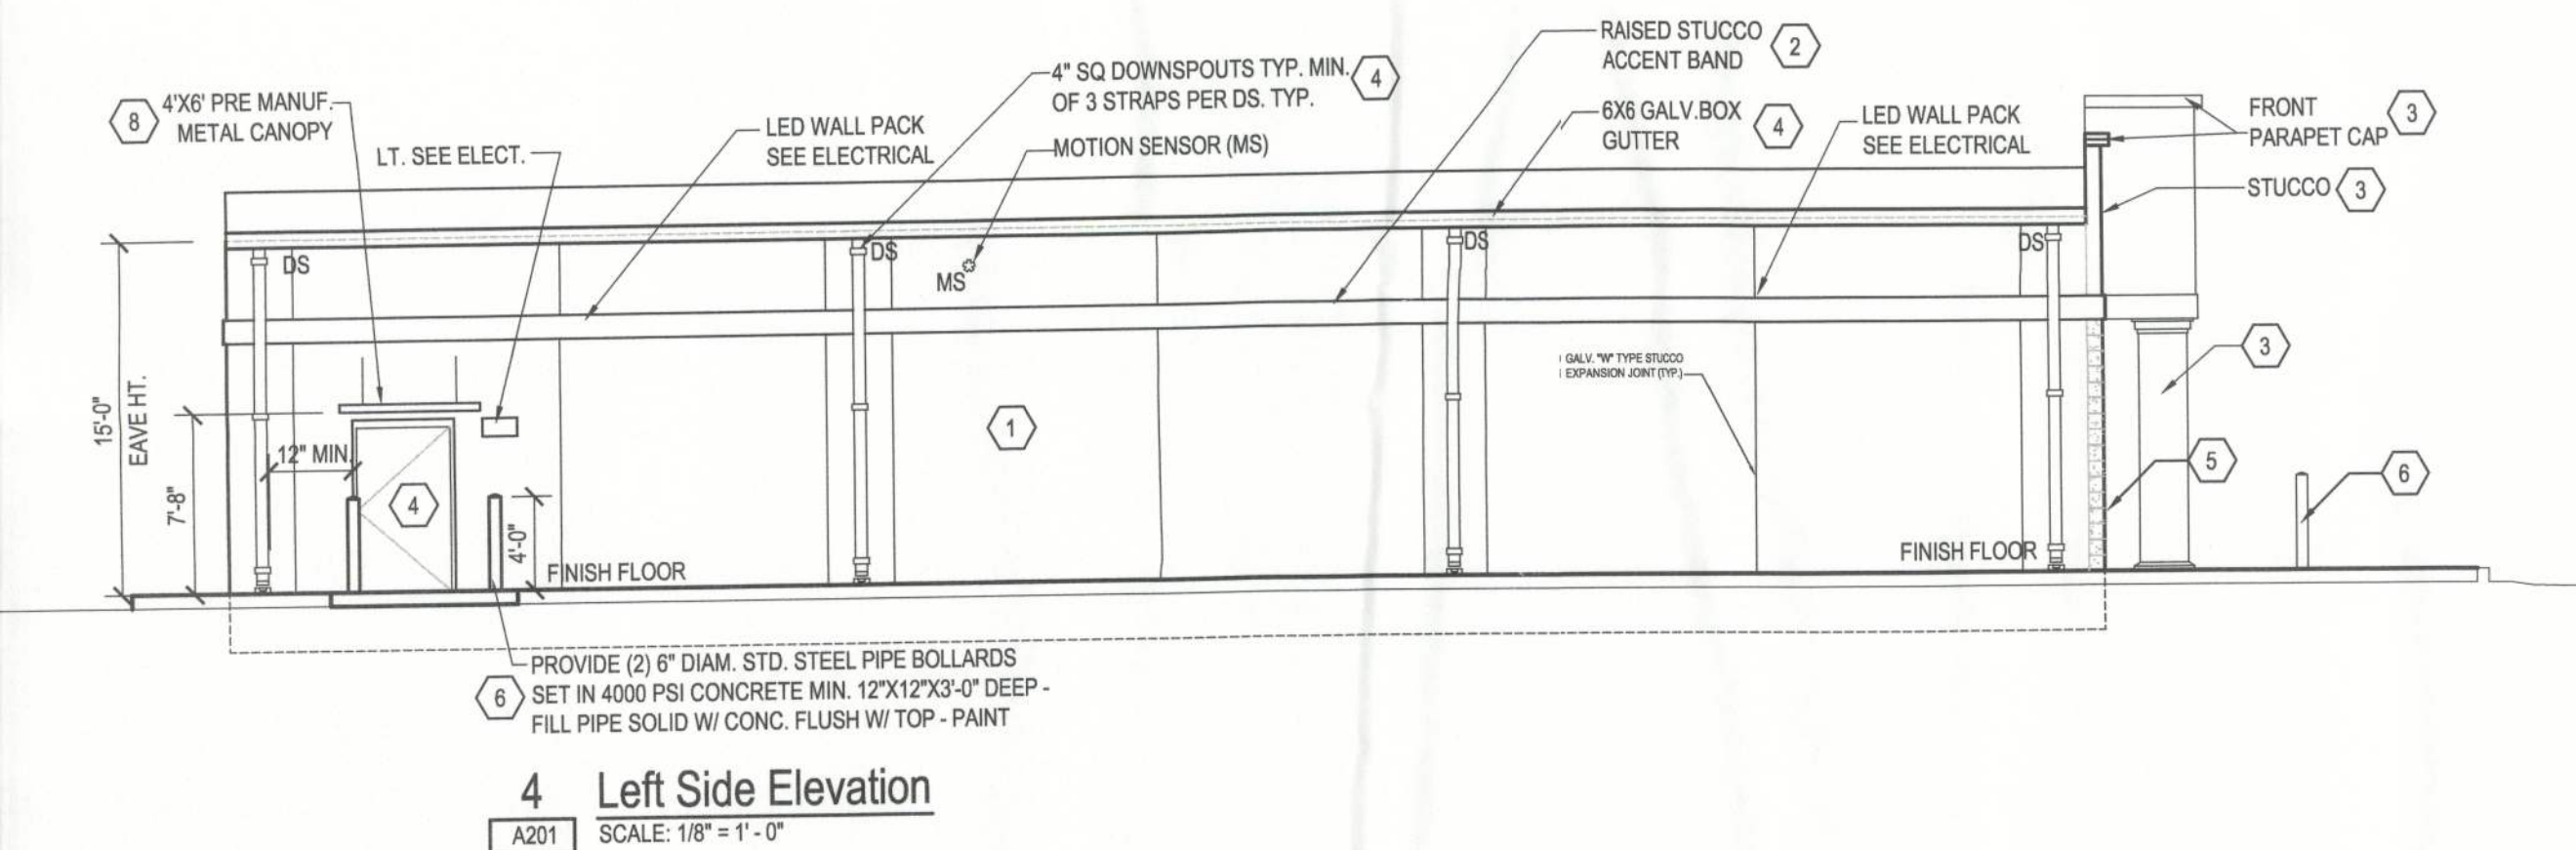 RAISED STUCCO
ACCENT BAND
2
4" SQ DOWNSPOUTS TYP. MIN.
OF 3 STRAPS PER DS. TYP.
4
8
4'X6' PRE MANUF.
METAL CANOPY
LED WALL PACK
SEE ELECTRICAL
MOTION SENSOR (MS)
6X6 GALV.BOX
GUTTER
4
LED WALL PACK
SEE ELECTRICAL
FRONT
PARAPET CAP
3
LT. SEE ELECT.
STUCCO
3
DS
DS
DS
DS
MS
15'-0"
EAVE HT.
7'-8"
12" MIN.
4
4'-0"
1
GALV. "W" TYPE STUCCO
EXPANSION JOINT (TYP.)
3
5
6
FINISH FLOOR
FINISH FLOOR
6
PROVIDE (2) 6" DIAM. STD. STEEL PIPE BOLLARDS
SET IN 4000 PSI CONCRETE MIN. 12"X12"X3'-0" DEEP -
FILL PIPE SOLID W/ CONC. FLUSH W/ TOP - PAINT
4 Left Side Elevation
A201 SCALE: 1/8" = 1' - 0"